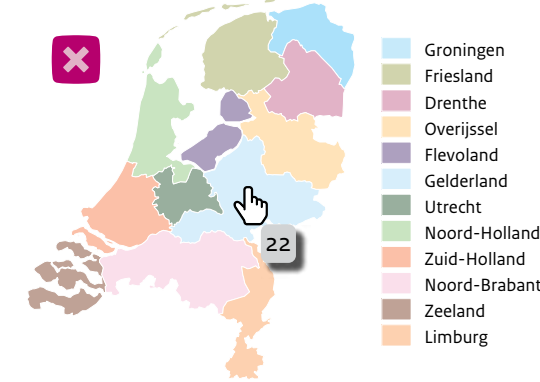 Groningen
Friesland
Drenthe
Overijssel
Flevoland
Gelderland
Utrecht
Noord-Holland
Zuid-Holland
Noord-Brabant
Zeeland
Limburg
22